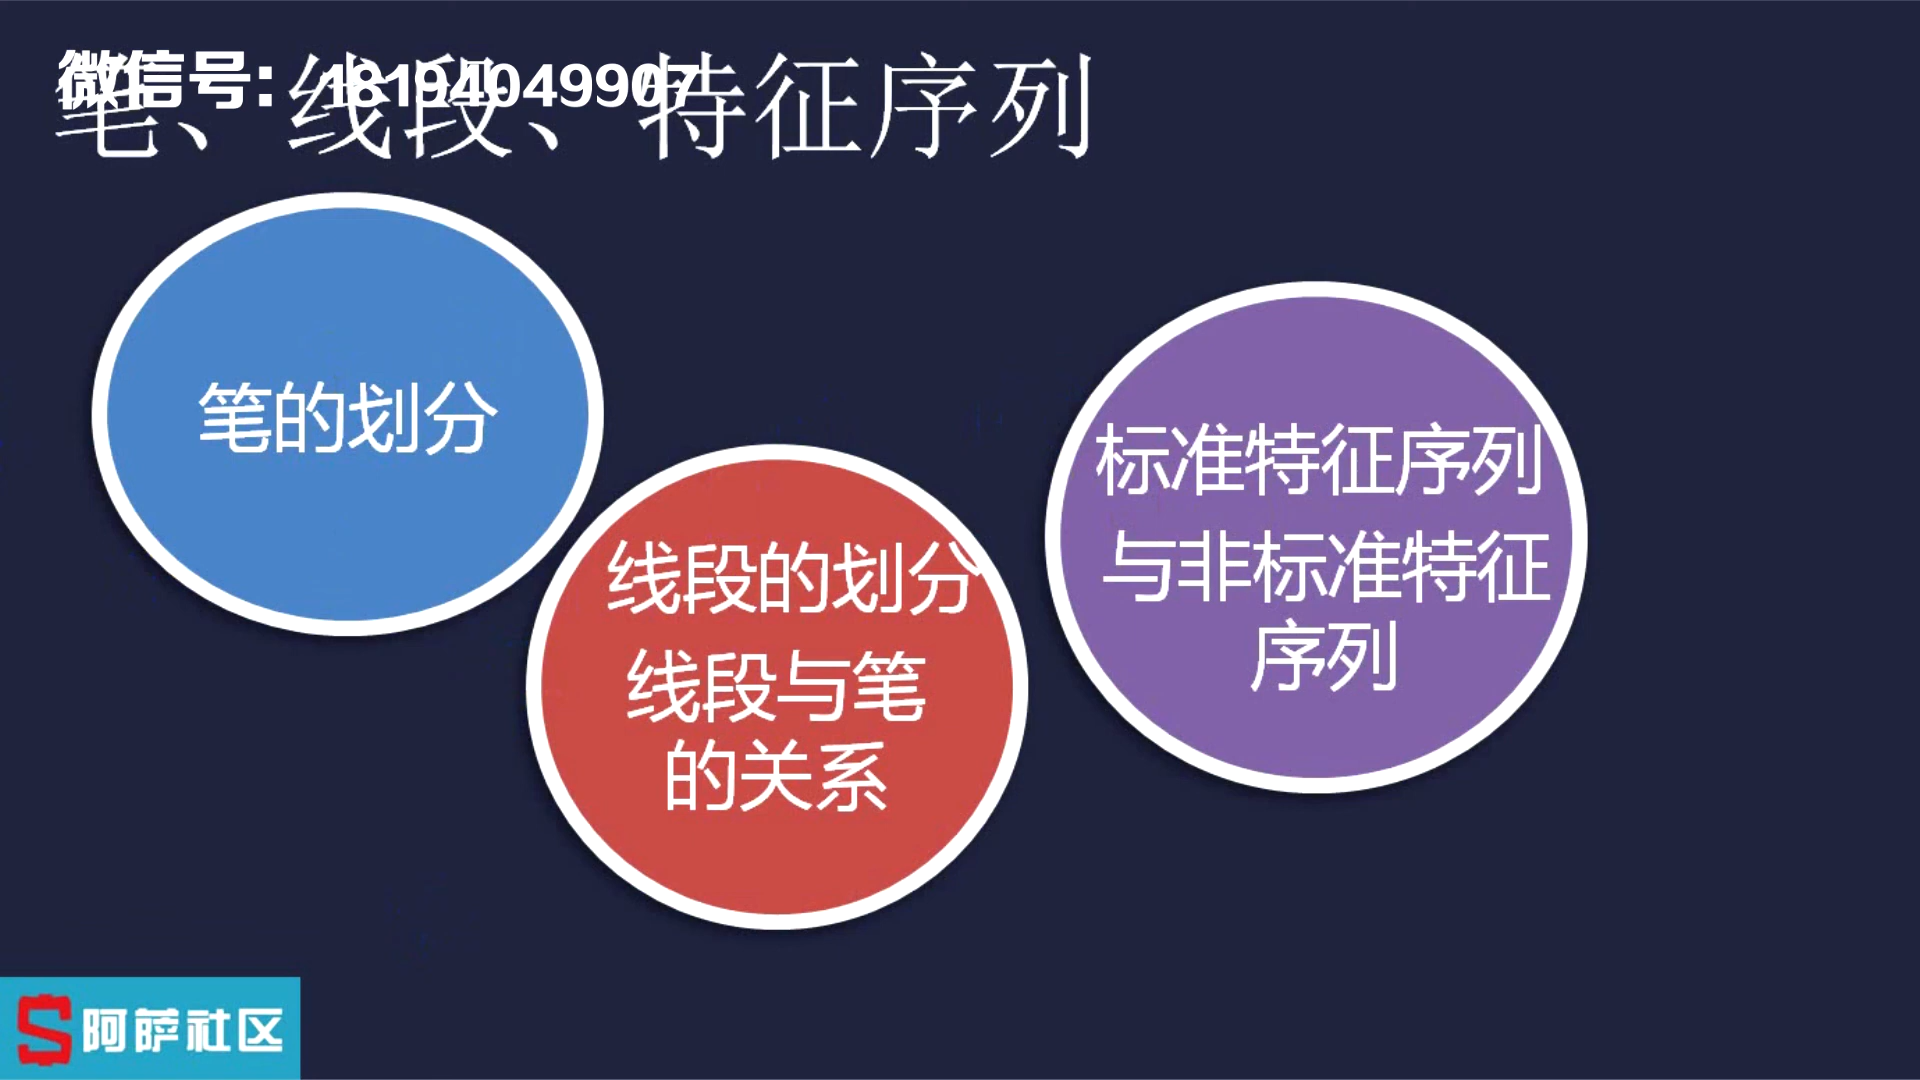 微信号：18194049907
笔、线段、特征序列
笔的划分
线段的划分
线段与笔
的关系
标准特征序列
与非标准特征
序列
阿萨社区